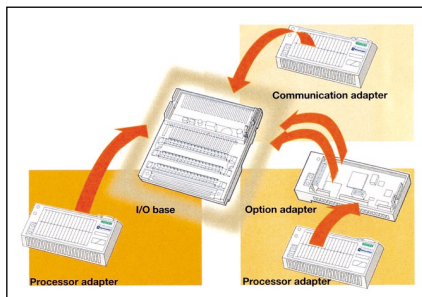 Communication adapter
I/O base
Option adapter
Processor adapter
Processor adapter